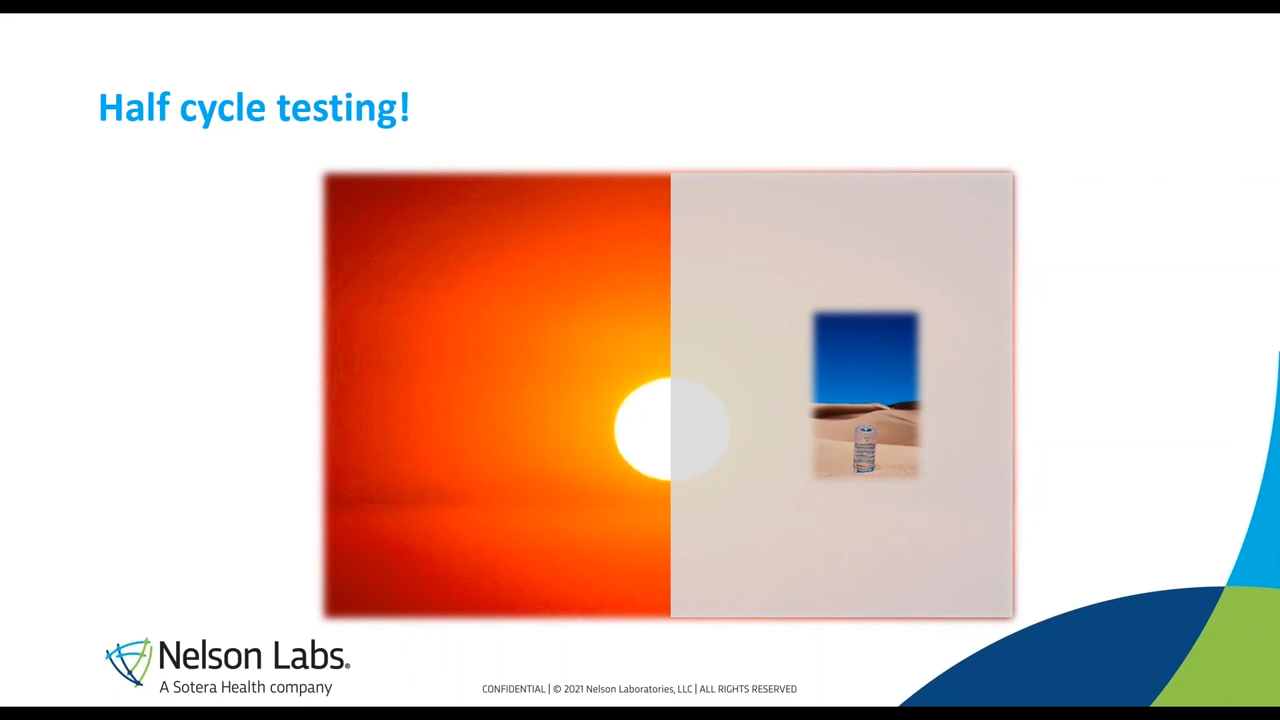 Half cycle testing!
Nelson Labs®
A Sotera Health company
CONFIDENTIAL | © 2021 Nelson Laboratories, LLC | ALL RIGHTS RESERVED